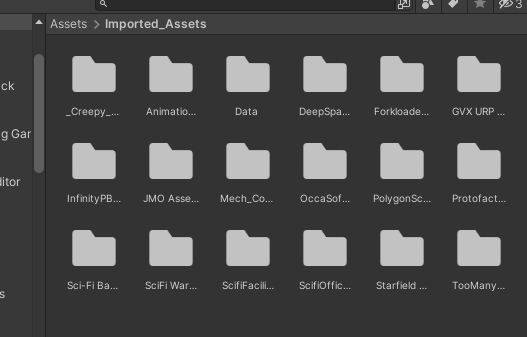 3
Assets > Imported_Assets
ck
_Creepy_... Animatio... Data DeepSpa... Forkloade... GVX URP ...
g Gar
ditor
InfinityPB... JMO Asse... Mech_Co... OccaSof... PolygonSc... Protofact...
s
Sci-Fi Ba... SciFi War... ScifiFacili... ScifiOffic... Starfield ... TooMany...